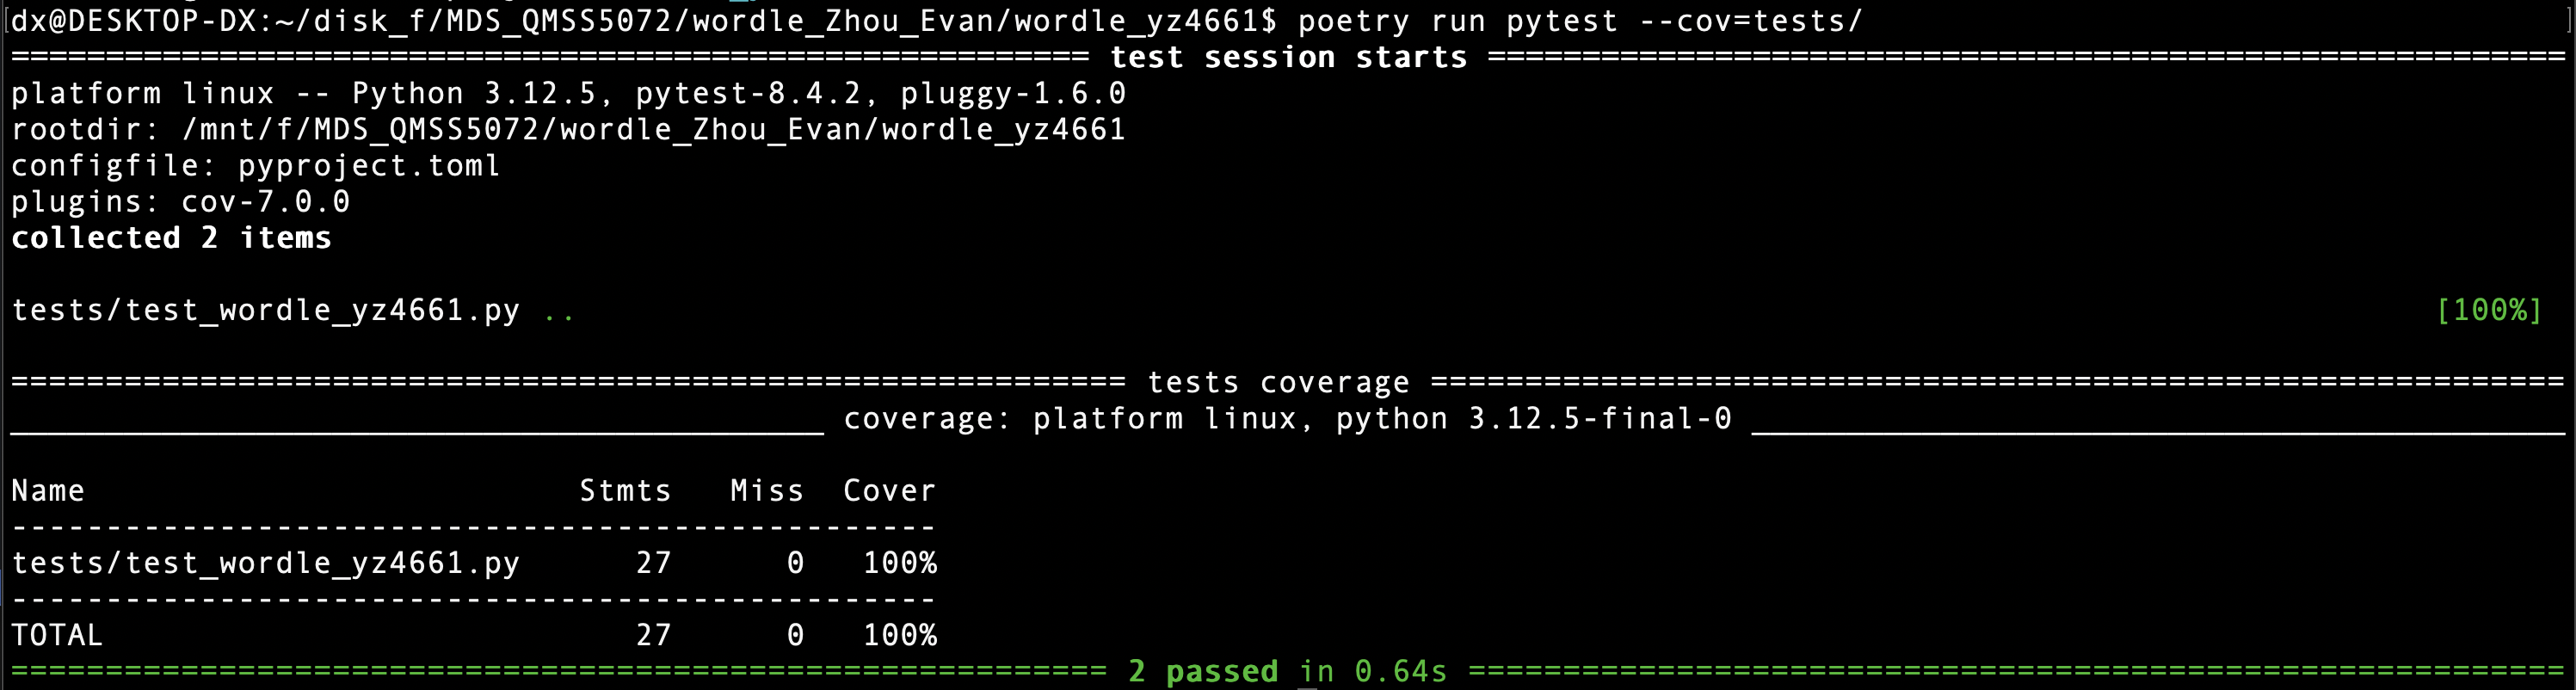 [dx@DESKTOP-DX:~/disk_f/MDS_QMSS5072/wordle_Zhou_Evan/wordle_yz4661$ poetry run pytest --cov=tests/ ]
========================================================= test session starts =========================================================
platform linux -- Python 3.12.5, pytest-8.4.2, pluggy-1.6.0
rootdir: /mnt/f/MDS_QMSS5072/wordle_Zhou_Evan/wordle_yz4661
configfile: pyproject.toml
plugins: cov-7.0.0
collected 2 items
tests/test_wordle_yz4661.py .. [100%]
=========================================================== tests coverage ============================================================
___________________________________________ coverage: platform linux, python 3.12.5-final-0 ___________________________________________
Name Stmts Miss Cover
-------------------------------------------------
tests/test_wordle_yz4661.py 27 0 100%
-------------------------------------------------
TOTAL 27 0 100%
========================================================== 2 passed in 0.64s ==========================================================